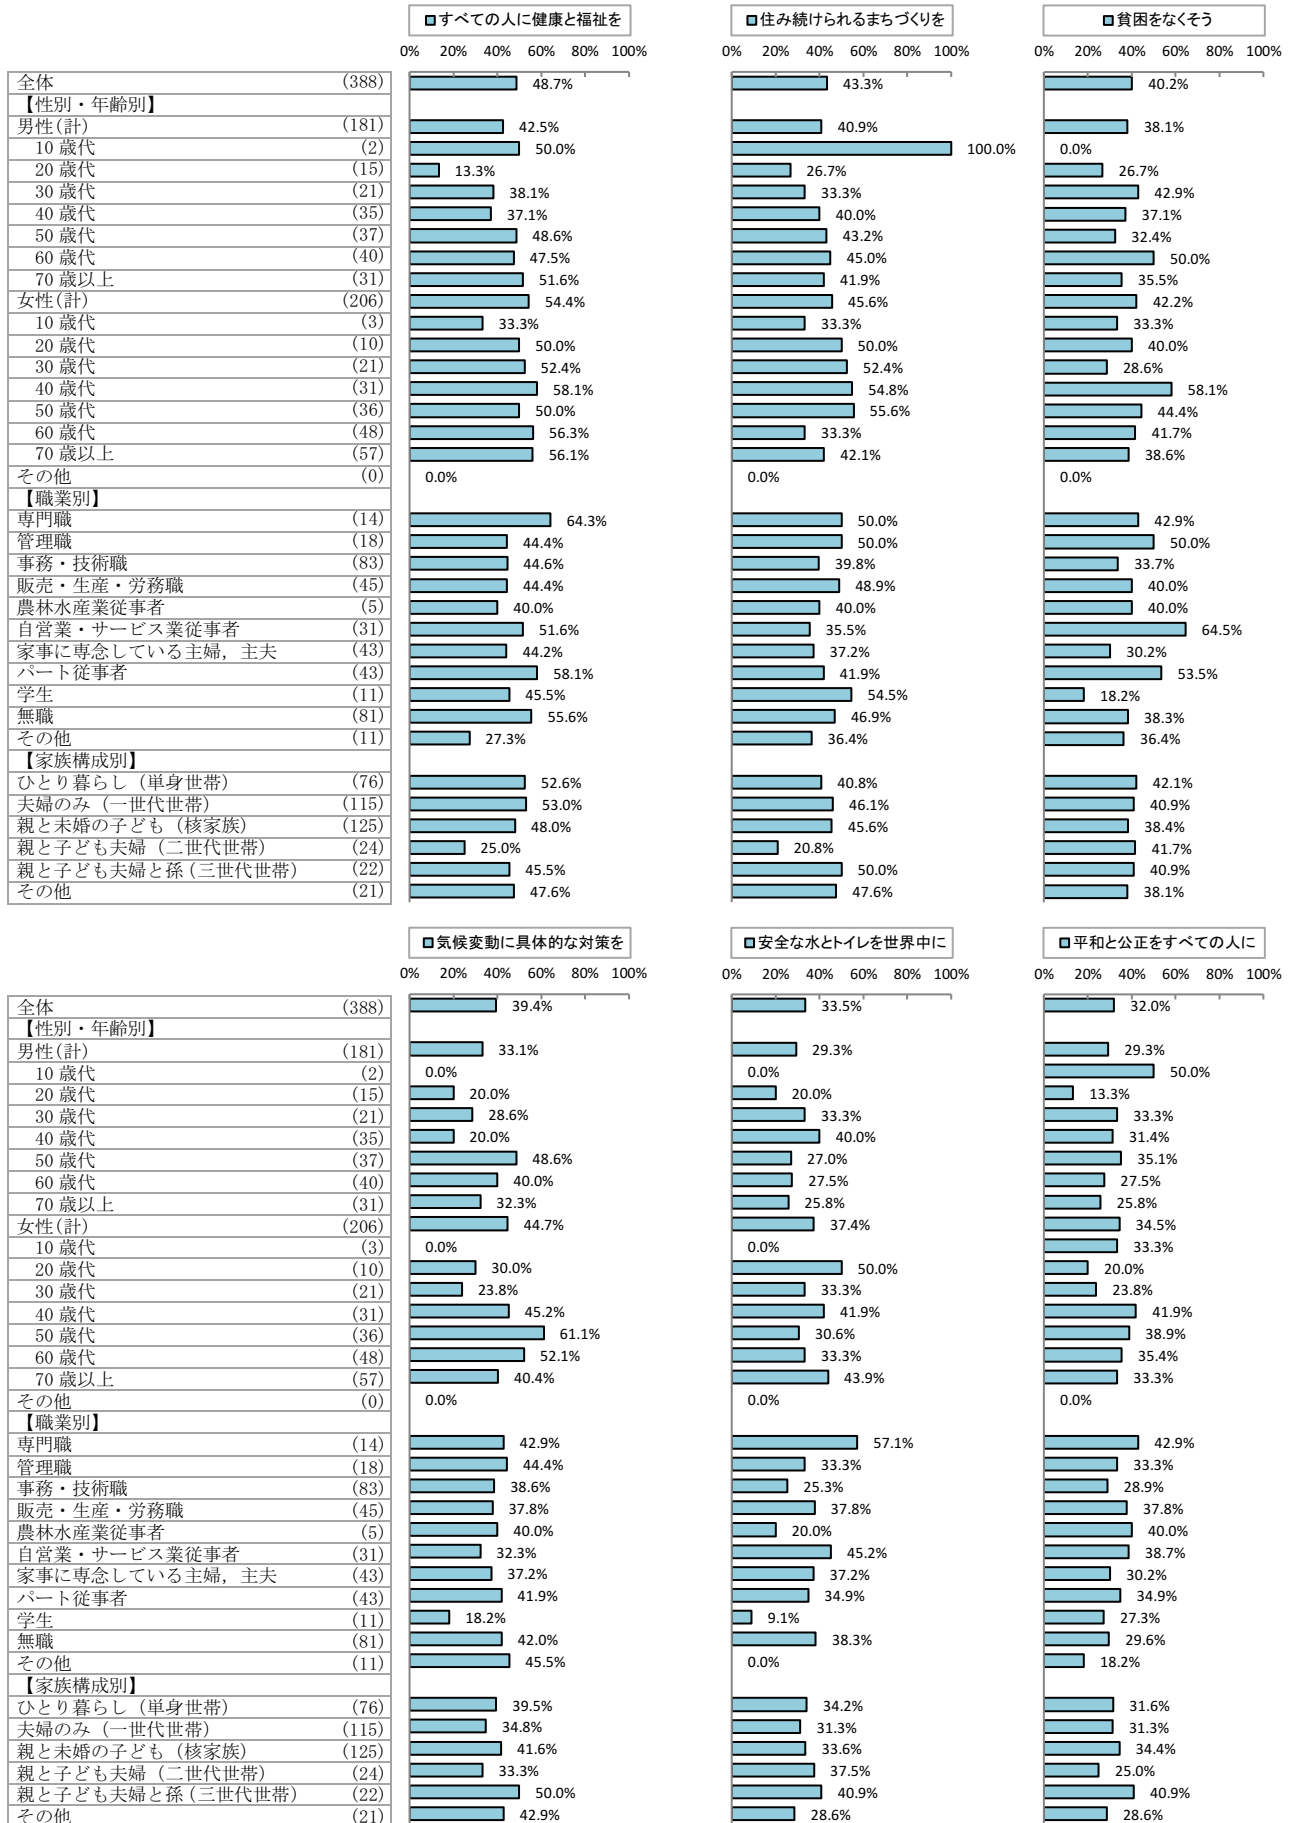 すべての人に健康と福祉を 住み続けられるまちづくりを 貧困をなくそう
0% 20% 40% 60% 80% 100% 0% 20% 40% 60% 80% 100% 0% 20% 40% 60% 80% 100%
全体 (388) 48.7% 43.3% 40.2%
【性別・年齢別】
男性(計) (181) 42.5% 40.9% 38.1%
10 歳代 (2) 50.0% 100.0% 0.0%
20 歳代 (15) 13.3% 26.7% 26.7%
30 歳代 (21) 38.1% 33.3% 42.9%
40 歳代 (35) 37.1% 40.0% 37.1%
50 歳代 (37) 48.6% 43.2% 32.4%
60 歳代 (40) 47.5% 45.0% 50.0%
70 歳以上 (31) 51.6% 41.9% 35.5%
女性(計) (206) 54.4% 45.6% 42.2%
10 歳代 (3) 33.3% 33.3% 33.3%
20 歳代 (10) 50.0% 50.0% 40.0%
30 歳代 (21) 52.4% 52.4% 28.6%
40 歳代 (31) 58.1% 54.8% 58.1%
50 歳代 (36) 50.0% 55.6% 44.4%
60 歳代 (48) 56.3% 33.3% 41.7%
70 歳以上 (57) 56.1% 42.1% 38.6%
その他 (0) 0.0% 0.0% 0.0%
【職業別】
専門職 (14) 64.3% 50.0% 42.9%
管理職 (18) 44.4% 50.0% 50.0%
事務・技術職 (83) 44.6% 39.8% 33.7%
販売・生産・労務職 (45) 44.4% 48.9% 40.0%
農林水産業従事者 (5) 40.0% 40.0% 40.0%
自営業・サービス業従事者 (31) 51.6% 35.5% 64.5%
家事に専念している主婦，主夫 (43) 44.2% 37.2% 30.2%
パート従事者 (43) 58.1% 41.9% 53.5%
学生 (11) 45.5% 54.5% 18.2%
無職 (81) 55.6% 46.9% 38.3%
その他 (11) 27.3% 36.4% 36.4%
【家族構成別】
ひとり暮らし（単身世帯） (76) 52.6% 40.8% 42.1%
夫婦のみ（一世代世帯） (115) 53.0% 46.1% 40.9%
親と未婚の子ども（核家族） (125) 48.0% 45.6% 38.4%
親と子ども夫婦（二世代世帯） (24) 25.0% 20.8% 41.7%
親と子ども夫婦と孫(三世代世帯) (22) 45.5% 50.0% 40.9%
その他 (21) 47.6% 47.6% 38.1%
気候変動に具体的な対策を 安全な水とトイレを世界中に 平和と公正をすべての人に
0% 20% 40% 60% 80% 100% 0% 20% 40% 60% 80% 100% 0% 20% 40% 60% 80% 100%
全体 (388) 39.4% 33.5% 32.0%
【性別・年齢別】
男性(計) (181) 33.1% 29.3% 29.3%
10 歳代 (2) 0.0% 0.0% 50.0%
20 歳代 (15) 20.0% 20.0% 13.3%
30 歳代 (21) 28.6% 33.3% 33.3%
40 歳代 (35) 20.0% 40.0% 31.4%
50 歳代 (37) 48.6% 27.0% 35.1%
60 歳代 (40) 40.0% 27.5% 27.5%
70 歳以上 (31) 32.3% 25.8% 25.8%
女性(計) (206) 44.7% 37.4% 34.5%
10 歳代 (3) 0.0% 0.0% 33.3%
20 歳代 (10) 30.0% 50.0% 20.0%
30 歳代 (21) 23.8% 33.3% 23.8%
40 歳代 (31) 45.2% 41.9% 41.9%
50 歳代 (36) 61.1% 30.6% 38.9%
60 歳代 (48) 52.1% 33.3% 35.4%
70 歳以上 (57) 40.4% 43.9% 33.3%
その他 (0) 0.0% 0.0% 0.0%
【職業別】
専門職 (14) 42.9% 57.1% 42.9%
管理職 (18) 44.4% 33.3% 33.3%
事務・技術職 (83) 38.6% 25.3% 28.9%
販売・生産・労務職 (45) 37.8% 37.8% 37.8%
農林水産業従事者 (5) 40.0% 20.0% 40.0%
自営業・サービス業従事者 (31) 32.3% 45.2% 38.7%
家事に専念している主婦，主夫 (43) 37.2% 37.2% 30.2%
パート従事者 (43) 41.9% 34.9% 34.9%
学生 (11) 18.2% 9.1% 27.3%
無職 (81) 42.0% 38.3% 29.6%
その他 (11) 45.5% 0.0% 18.2%
【家族構成別】
ひとり暮らし（単身世帯） (76) 39.5% 34.2% 31.6%
夫婦のみ（一世代世帯） (115) 34.8% 31.3% 31.3%
親と未婚の子ども（核家族） (125) 41.6% 33.6% 34.4%
親と子ども夫婦（二世代世帯） (24) 33.3% 37.5% 25.0%
親と子ども夫婦と孫(三世代世帯) (22) 50.0% 40.9% 40.9%
その他 (21) 42.9% 28.6% 28.6%